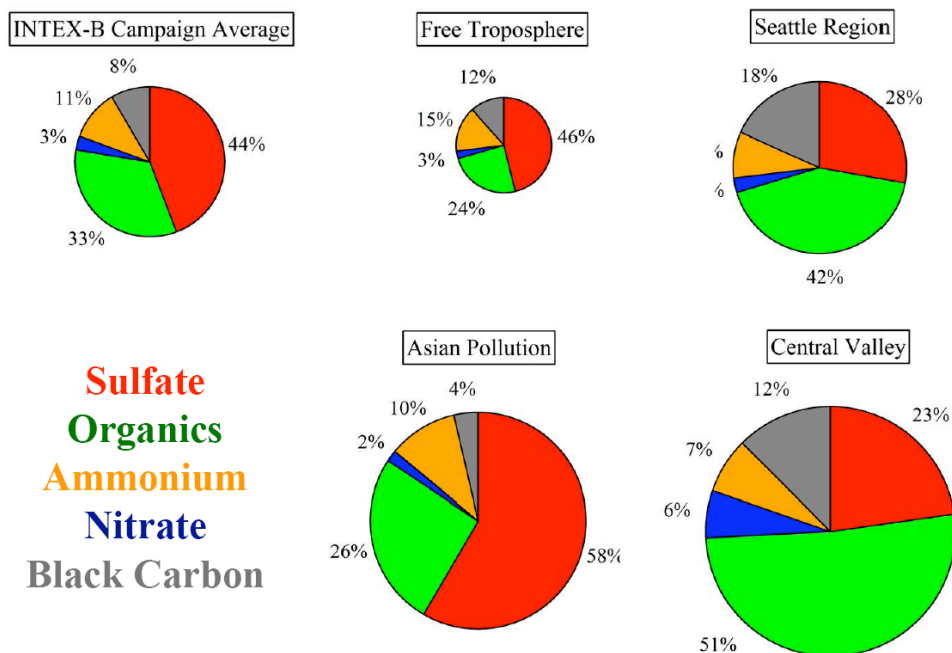 INTEX-B Campaign Average
8%
11%
3%
44%
33%
Free Troposphere
12%
15%
3%
46%
24%
Seattle Region
18%
28%
%
%
42%
Sulfate
Organics
Ammonium
Nitrate
Black Carbon
Asian Pollution
4%
10%
2%
26%
58%
Central Valley
12%
23%
7%
6%
51%